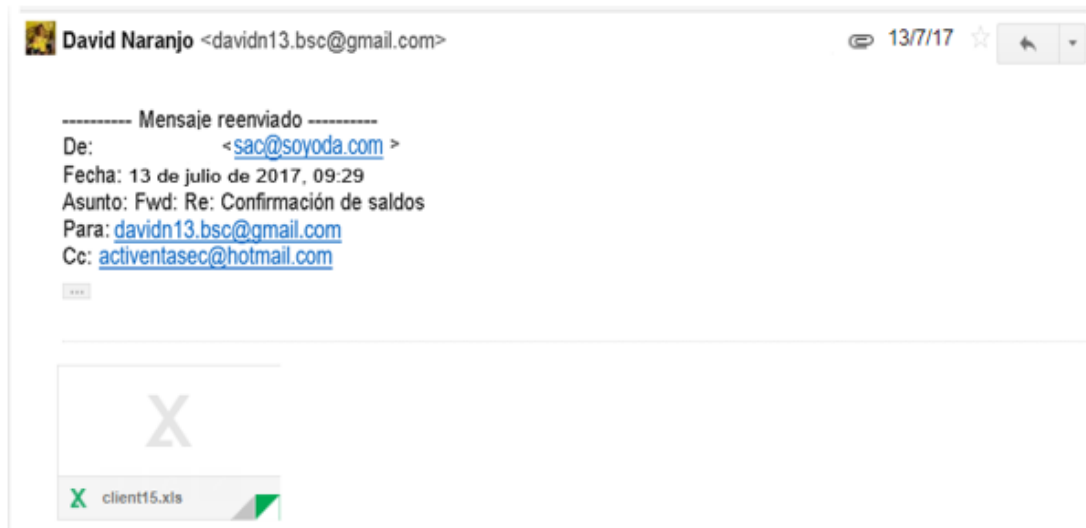 David Naranjo <davidn13.bsc@gmail.com> 13/7/17
---------- Mensaje reenviado ----------
De: <sac@soyoda.com >
Fecha: 13 de julio de 2017, 09:29
Asunto: Fwd: Re: Confirmación de saldos
Para: davidn13.bsc@gmail.com
Cc: activentasec@hotmail.com
...
client15.xls